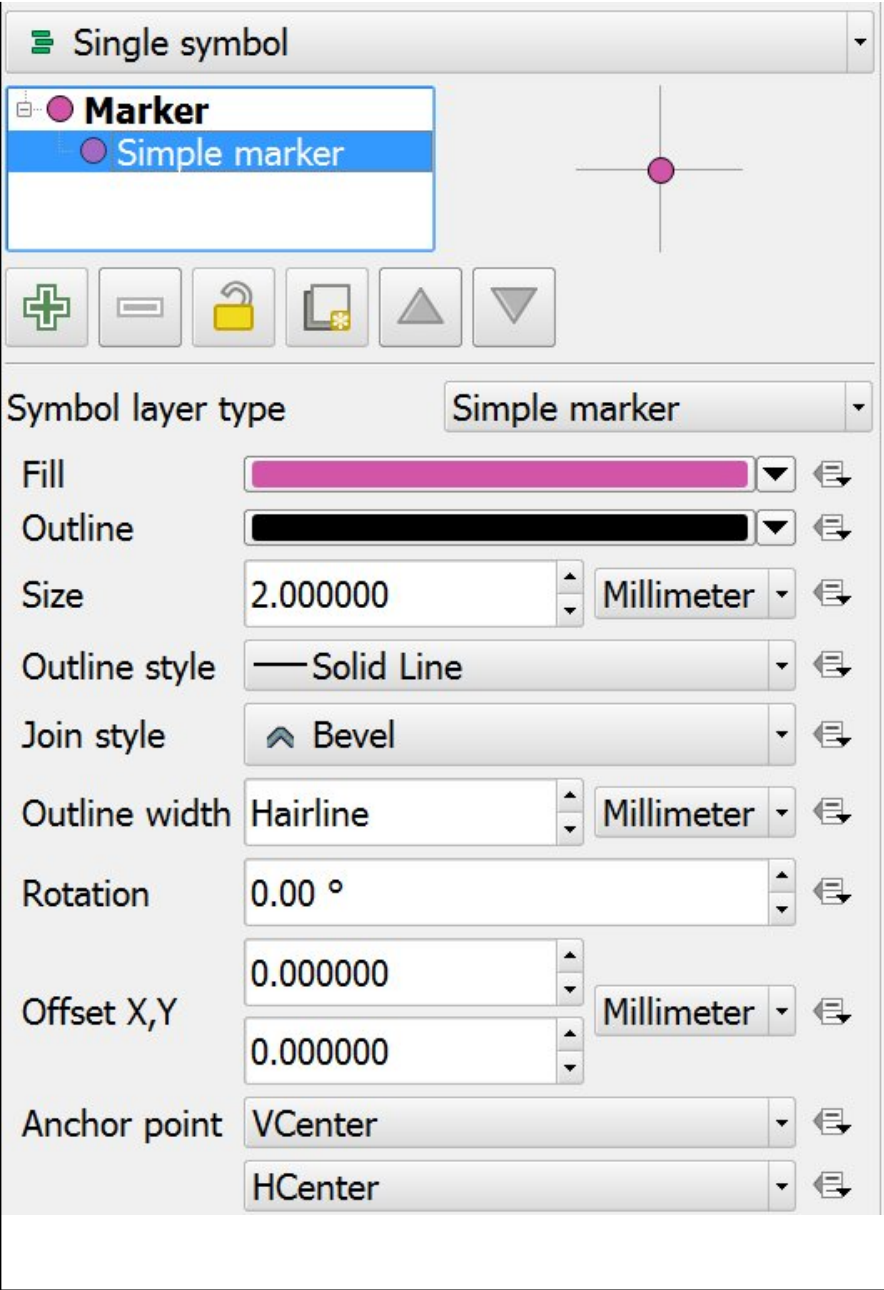 Single symbol
Marker
Simple marker
Symbol layer type Simple marker
Fill
Outline
Size 2.000000 Millimeter
Outline style Solid Line
Join style Bevel
Outline width Hairline Millimeter
Rotation 0.00 °
0.000000
Offset X,Y Millimeter
0.000000
Anchor point VCenter
HCenter